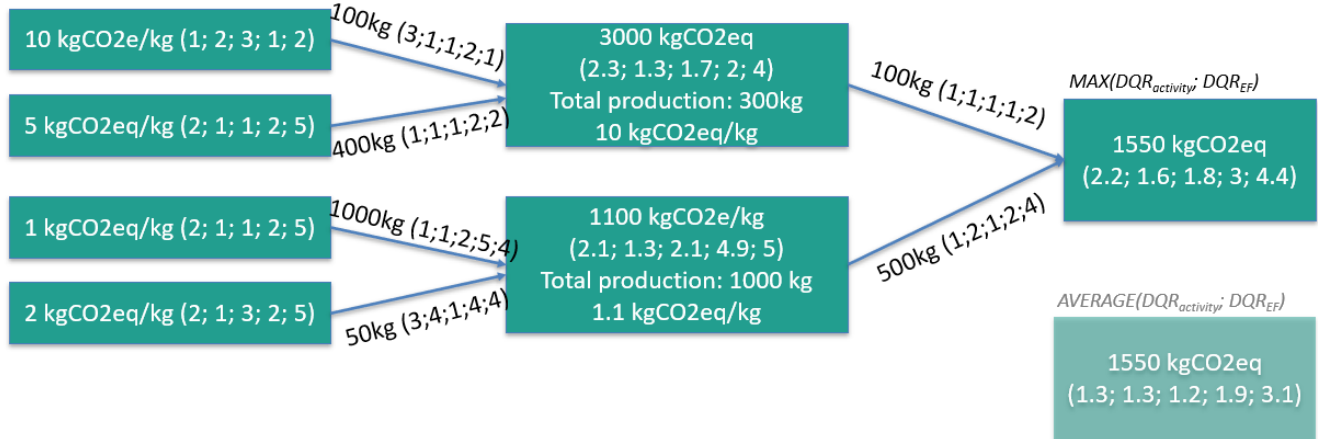 10 kgCO2e/kg (1; 2; 3; 1; 2)
100kg (3;1;1;2;1)
5 kgCO2eq/kg (2; 1; 1; 2; 5)
400kg (1;1;1;2;2)
3000 kgCO2eq
(2.3; 1.3; 1.7; 2; 4)
Total production: 300kg
10 kgCO2eq/kg
100kg (1;1;1;1;2)
1 kgCO2eq/kg (2; 1; 1; 2; 5)
1000kg (1;1;2;5;4)
2 kgCO2eq/kg (2; 1; 3; 2; 5)
50kg (3;4;1;4;4)
1100 kgCO2e/kg
(2.1; 1.3; 2.1; 4.9; 5)
Total production: 1000 kg
1.1 kgCO2eq/kg
500kg (1;2;1;2;4)
MAX(DQRactivity; DQREF)
1550 kgCO2eq
(2.2; 1.6; 1.8; 3; 4.4)
AVERAGE(DQRactivity; DQREF)
1550 kgCO2eq
(1.3; 1.3; 1.2; 1.9; 3.1)